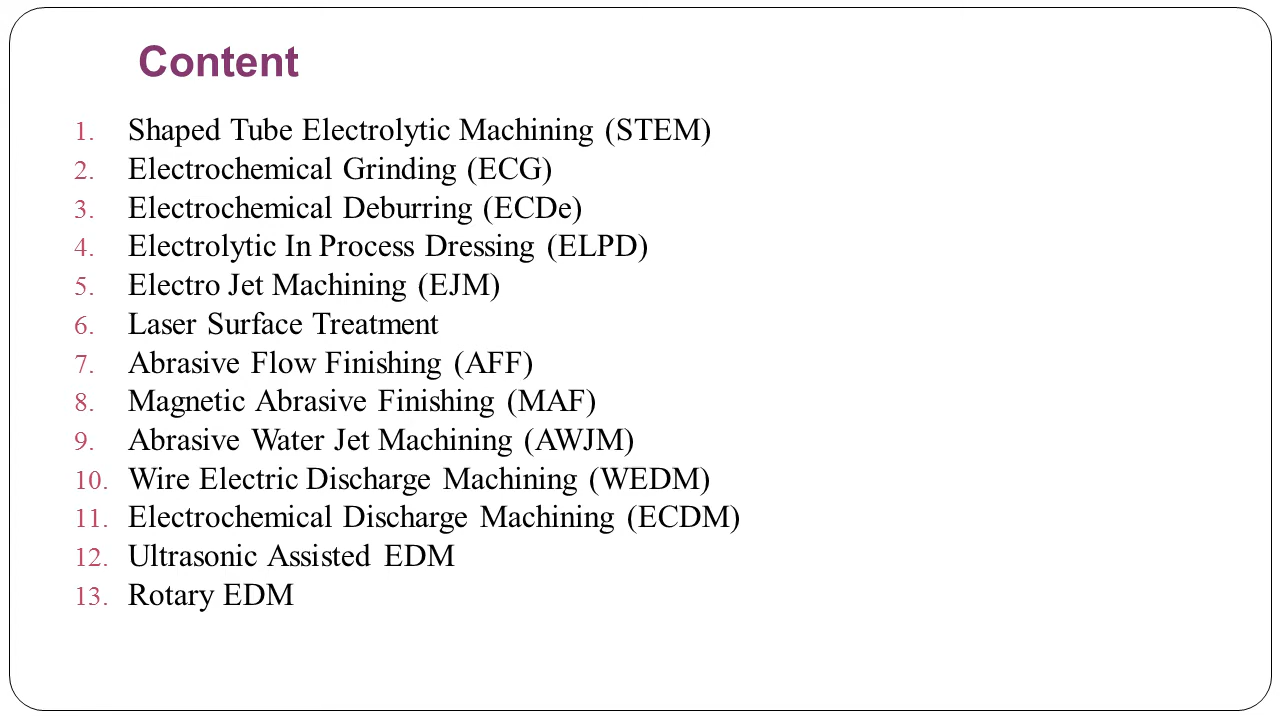 Content
1. Shaped Tube Electrolytic Machining (STEM)
2. Electrochemical Grinding (ECG)
3. Electrochemical Deburring (ECDe)
4. Electrolytic In Process Dressing (ELPD)
5. Electro Jet Machining (EJM)
6. Laser Surface Treatment
7. Abrasive Flow Finishing (AFF)
8. Magnetic Abrasive Finishing (MAF)
9. Abrasive Water Jet Machining (AWJM)
10. Wire Electric Discharge Machining (WEDM)
11. Electrochemical Discharge Machining (ECDM)
12. Ultrasonic Assisted EDM
13. Rotary EDM